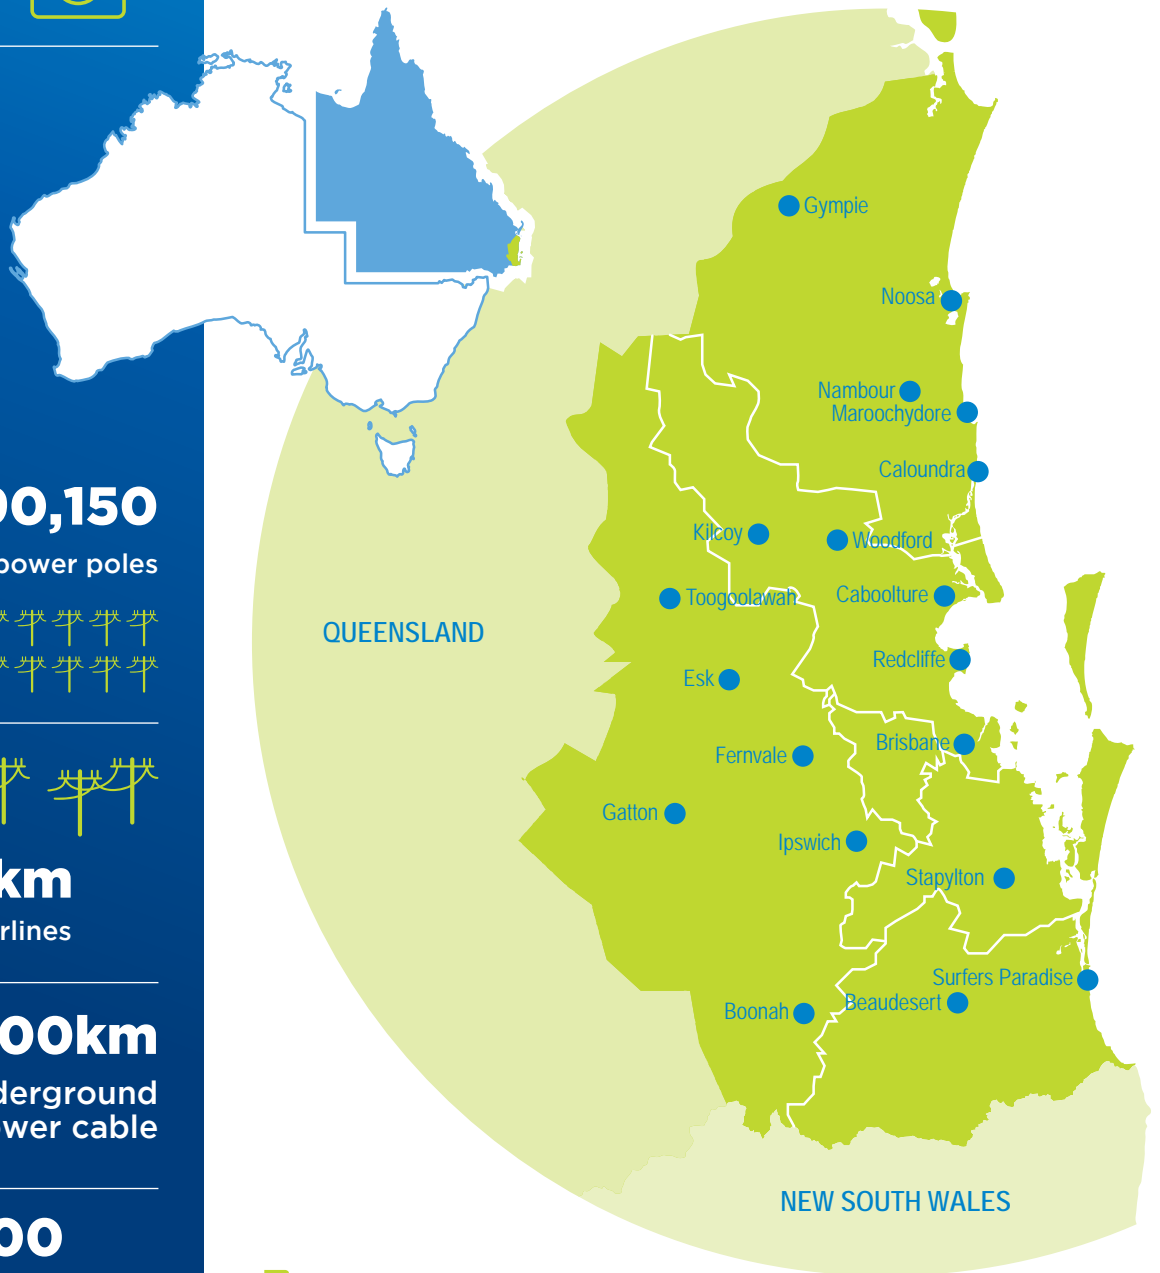 00,150
power poles
km
rlines
00km
derground
wer cable
00
Gympie
Noosa
Nambour
Maroochydore
Caloundra
Kilcoy
Woodford
Toogoolawah
Caboolture
QUEENSLAND
Redcliffe
Esk
Brisbane
Fernvale
Gatton
Ipswich
Stapylton
Surfers Paradise
Beaudesert
Boonah
NEW SOUTH WALES